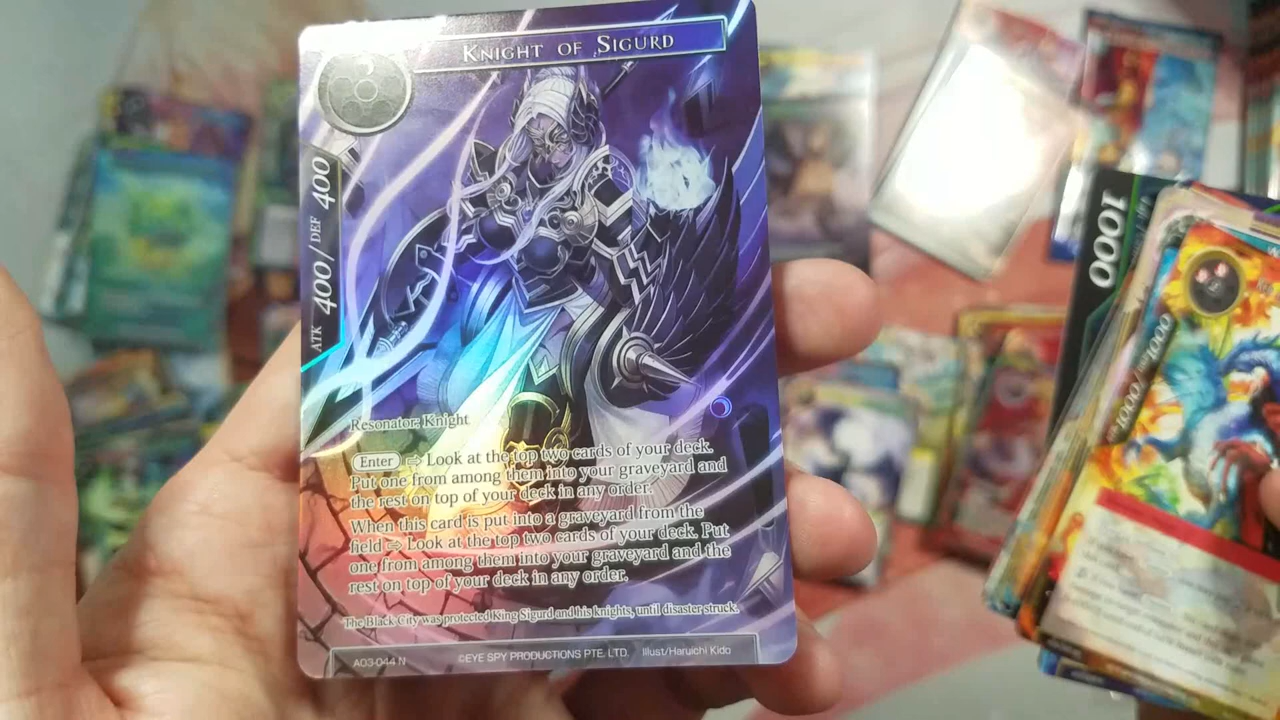 KNIGHT OF SIGURD
ATK 400 / DEF 400
Resonator: Knight
Enter ⇨ Look at the top two cards of your deck.
Put one from among them into your graveyard and
the rest on top of your deck in any order.
When this card is put into a graveyard from the
field ⇨ Look at the top two cards of your deck. Put
one from among them into your graveyard and the
rest on top of your deck in any order.
The Black City was protected King Sigurd and his knights, until disaster struck.
A03-044 N ©EYE SPY PRODUCTIONS PTE. LTD. Illust/Haruichi Kido
1000
1000 / 1000